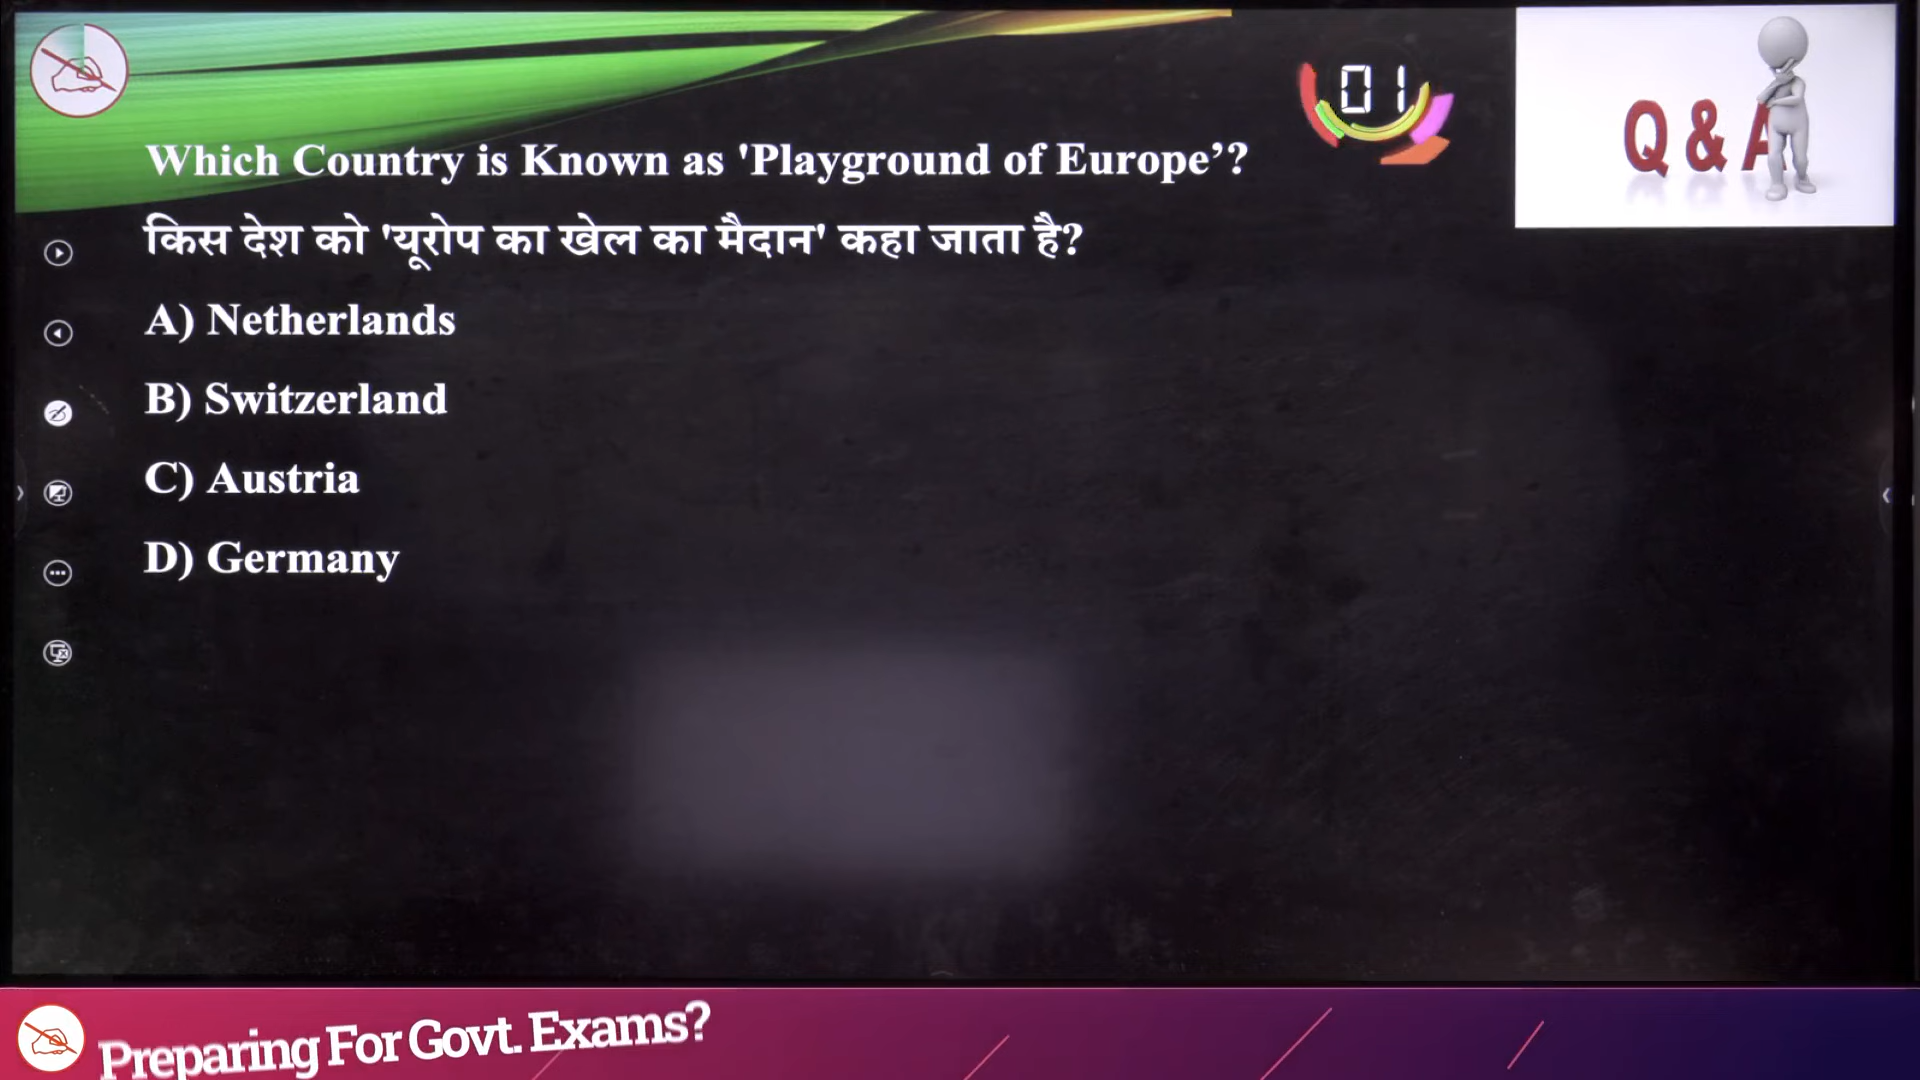 01
Q & A
Which Country is Known as 'Playground of Europe’?
किस देश को 'यूरोप का खेल का मैदान' कहा जाता है?
A) Netherlands
B) Switzerland
C) Austria
D) Germany
Preparing For Govt. Exams?